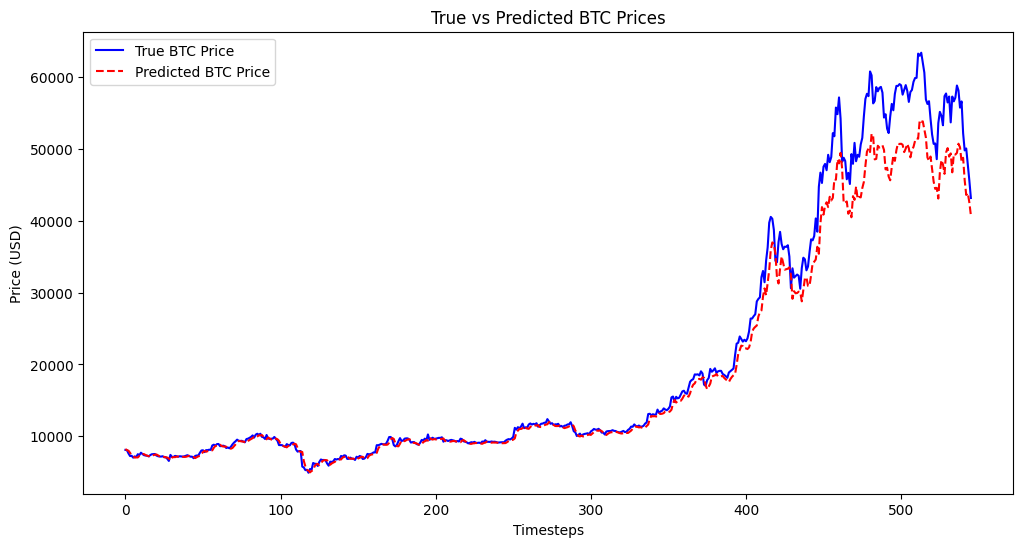 True vs Predicted BTC Prices
True BTC Price
Predicted BTC Price
Price (USD)
60000
50000
40000
30000
20000
10000
0 100 200 300 400 500
Timesteps